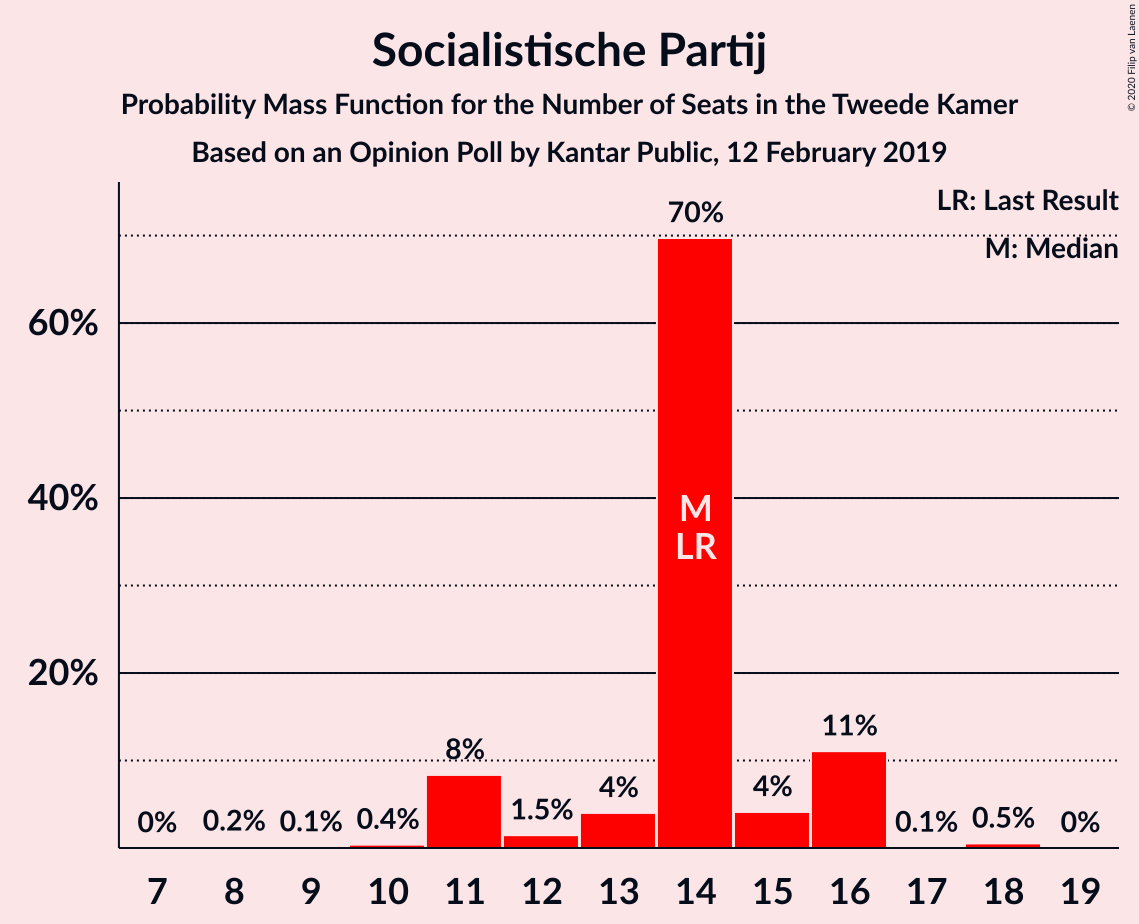 Socialistische Partij
Probability Mass Function for the Number of Seats in the Tweede Kamer
Based on an Opinion Poll by Kantar Public, 12 February 2019
© 2020 Filip van Laenen
LR: Last Result
M: Median
60%
40%
20%
0%
0.2%
0.1%
0.4%
8%
1.5%
4%
70%
4%
11%
0.1%
0.5%
0%
M
LR
7 8 9 10 11 12 13 14 15 16 17 18 19